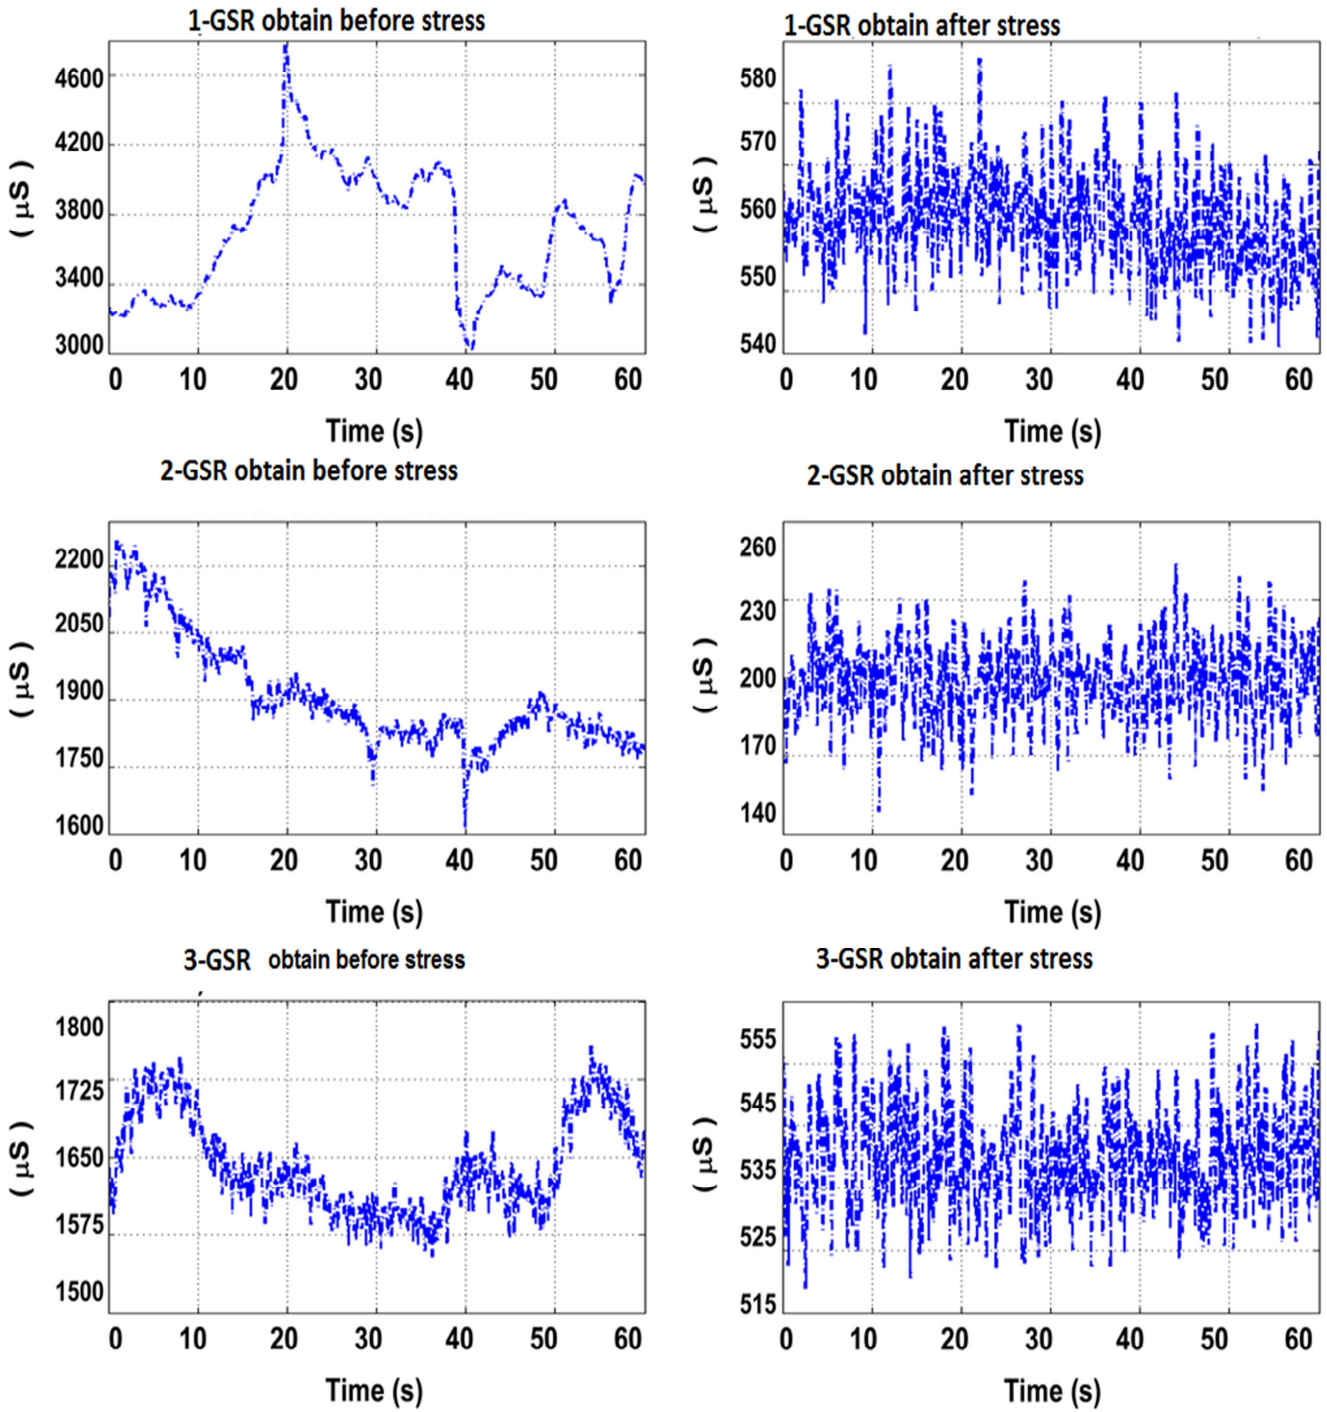 1-GSR obtain before stress
4600
4200
3800
3400
3000
( μS )
0 10 20 30 40 50 60
Time (s)
1-GSR obtain after stress
580
570
560
550
540
( μS )
0 10 20 30 40 50 60
Time (s)
2-GSR obtain before stress
2200
2050
1900
1750
1600
( μS )
0 10 20 30 40 50 60
Time (s)
2-GSR obtain after stress
260
230
200
170
140
( μS )
0 10 20 30 40 50 60
Time (s)
3-GSR obtain before stress
1800
1725
1650
1575
1500
( μS )
0 10 20 30 40 50 60
Time (s)
3-GSR obtain after stress
555
545
535
525
515
( μS )
0 10 20 30 40 50 60
Time (s)